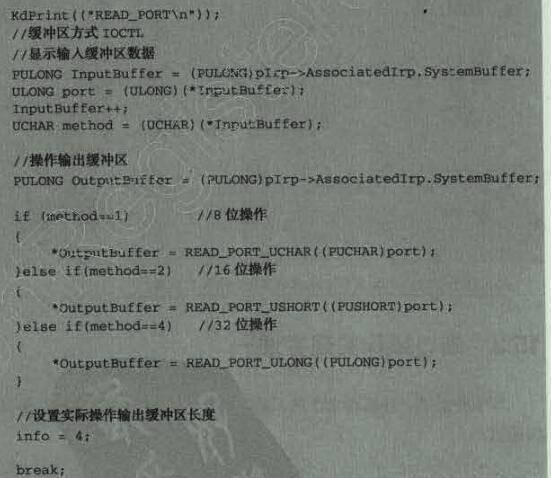 KdPrint(("READ_PORT\n"));
//缓冲区方式 IOCTL
//显示输入缓冲区数据
PULONG InputBuffer = (PULONG)pIrp->AssociatedIrp.SystemBuffer;
ULONG port = (ULONG)(*InputBuffer);
InputBuffer++;
UCHAR method = (UCHAR)(*InputBuffer);
//操作输出缓冲区
PULONG OutputBuffer = (PULONG)pIrp->AssociatedIrp.SystemBuffer;
if (method==1) //8 位操作
{
*OutputBuffer = READ_PORT_UCHAR((PUCHAR)port);
}else if(method==2) //16 位操作
{
*OutputBuffer = READ_PORT_USHORT((PUSHORT)port);
}else if(method==4) //32 位操作
{
*OutputBuffer = READ_PORT_ULONG((PULONG)port);
}
//设置实际操作输出缓冲区长度
info = 4;
break;